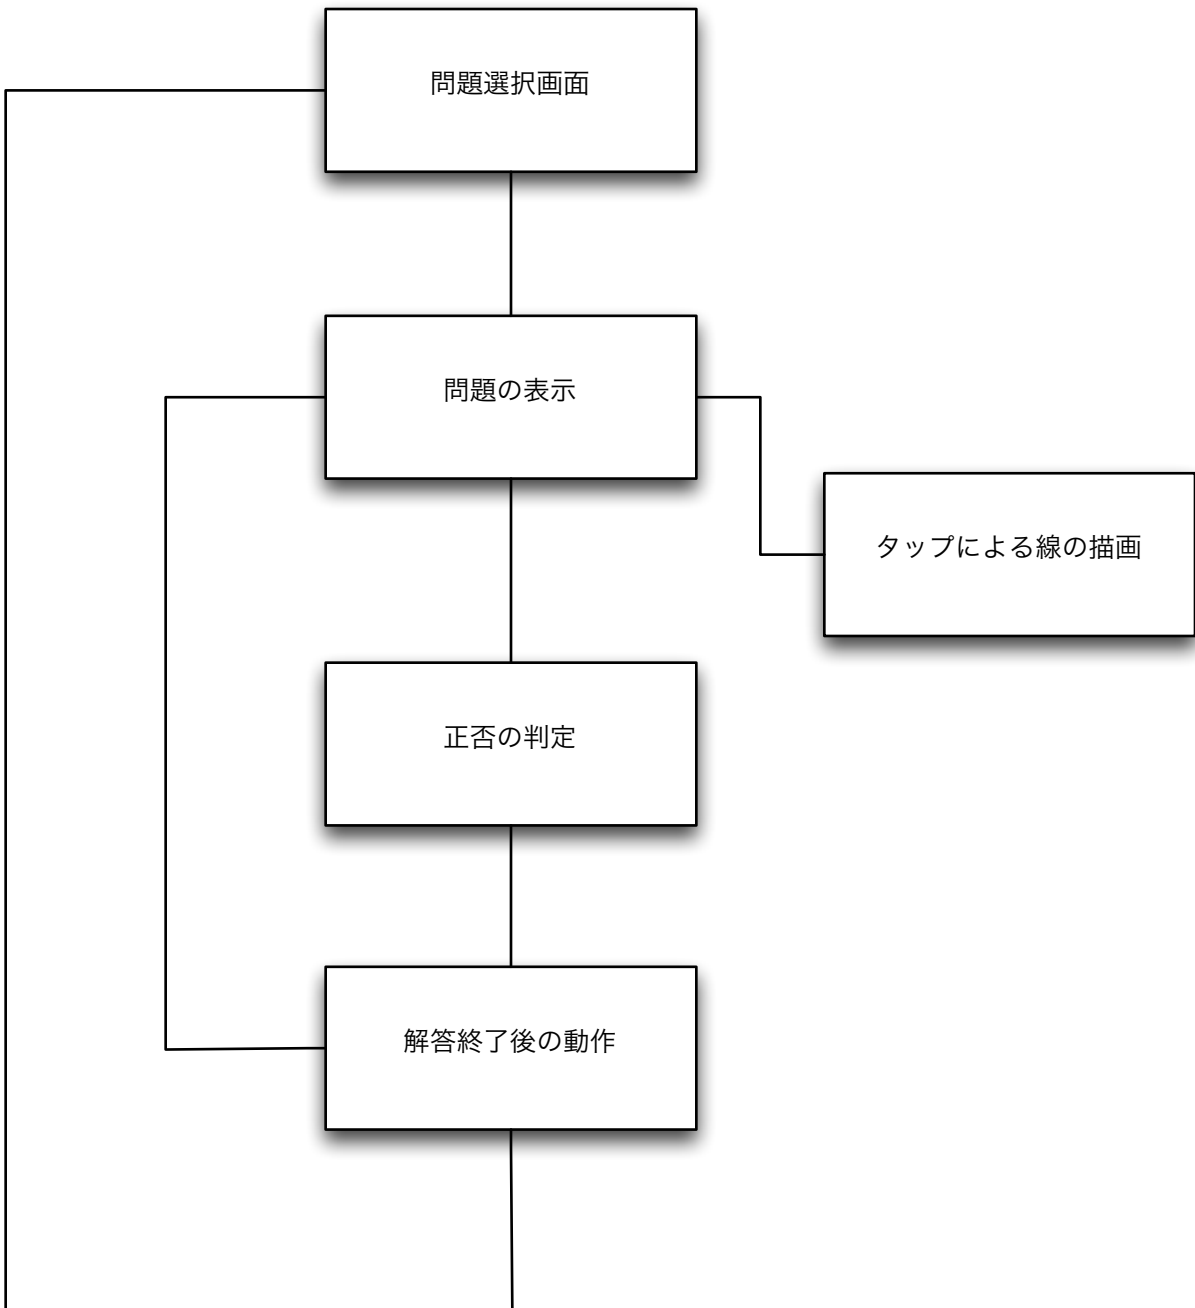 問題選択画面
問題の表示
タップによる線の描画
正否の判定
解答終了後の動作